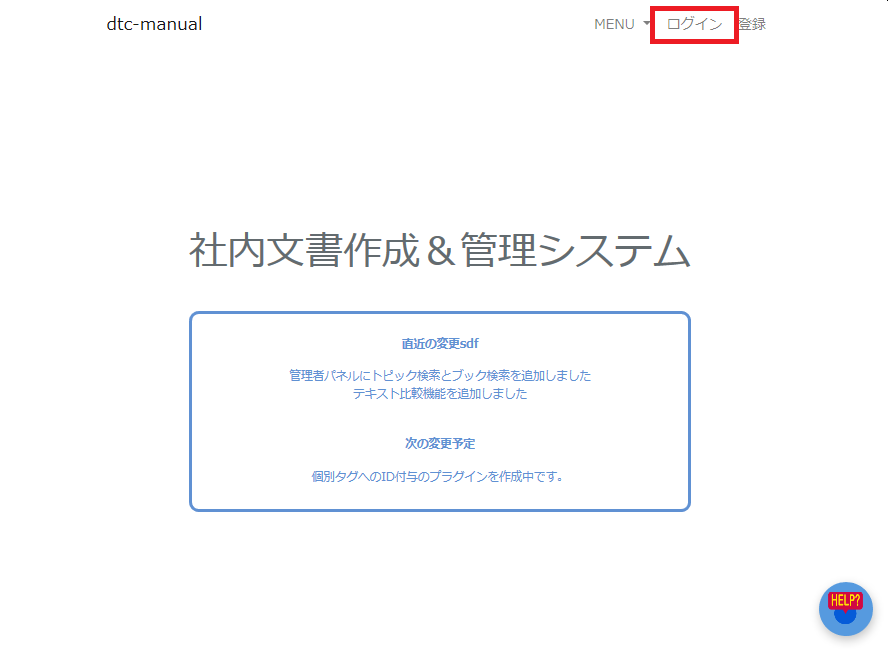 dtc-manual
MENU ログイン 登録
社内文書作成＆管理システム
直近の変更sdf
管理者パネルにトピック検索とブック検索を追加しました
テキスト比較機能を追加しました
次の変更予定
個別タグへのID付与のプラグインを作成中です。
HELP?